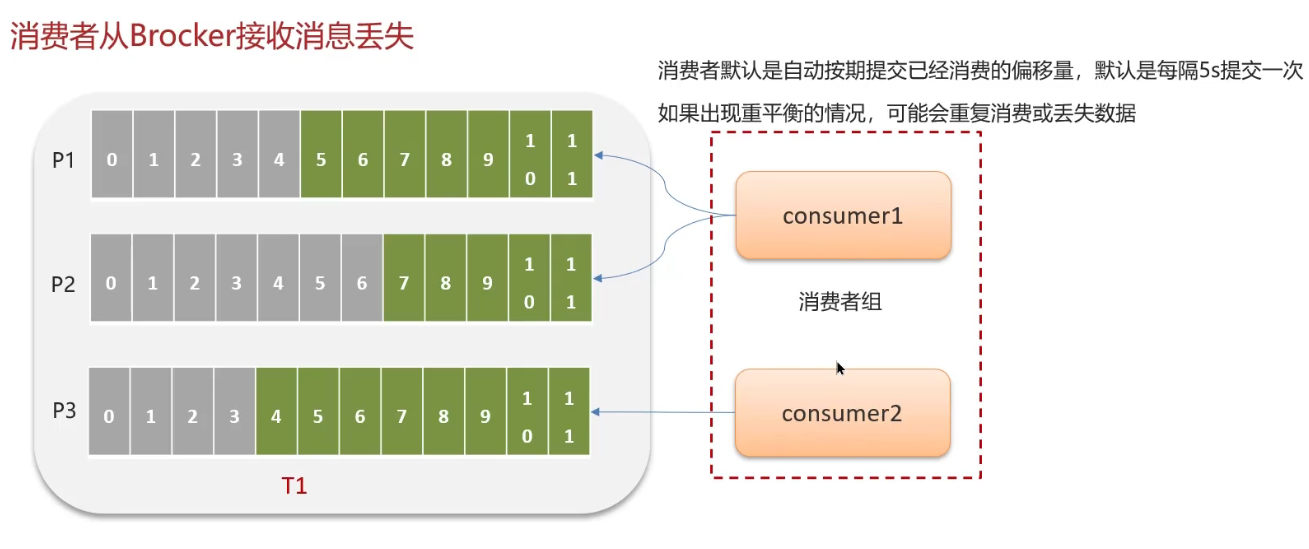 消费者从Brocker接收消息丢失
消费者默认是自动按期提交已经消费的偏移量，默认是每隔5s提交一次
如果出现重平衡的情况，可能会重复消费或丢失数据
P1 0 1 2 3 4 5 6 7 8 9 10 11
consumer1
P2 0 1 2 3 4 5 6 7 8 9 10 11
消费者组
P3 0 1 2 3 4 5 6 7 8 9 10 11
consumer2
T1